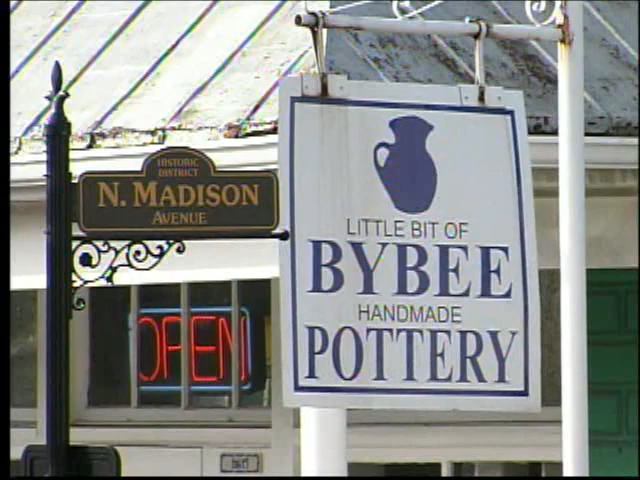 HISTORIC
DISTRICT
N. MADISON
AVENUE
LITTLE BIT OF
BYBEE
HANDMADE
POTTERY
OPEN